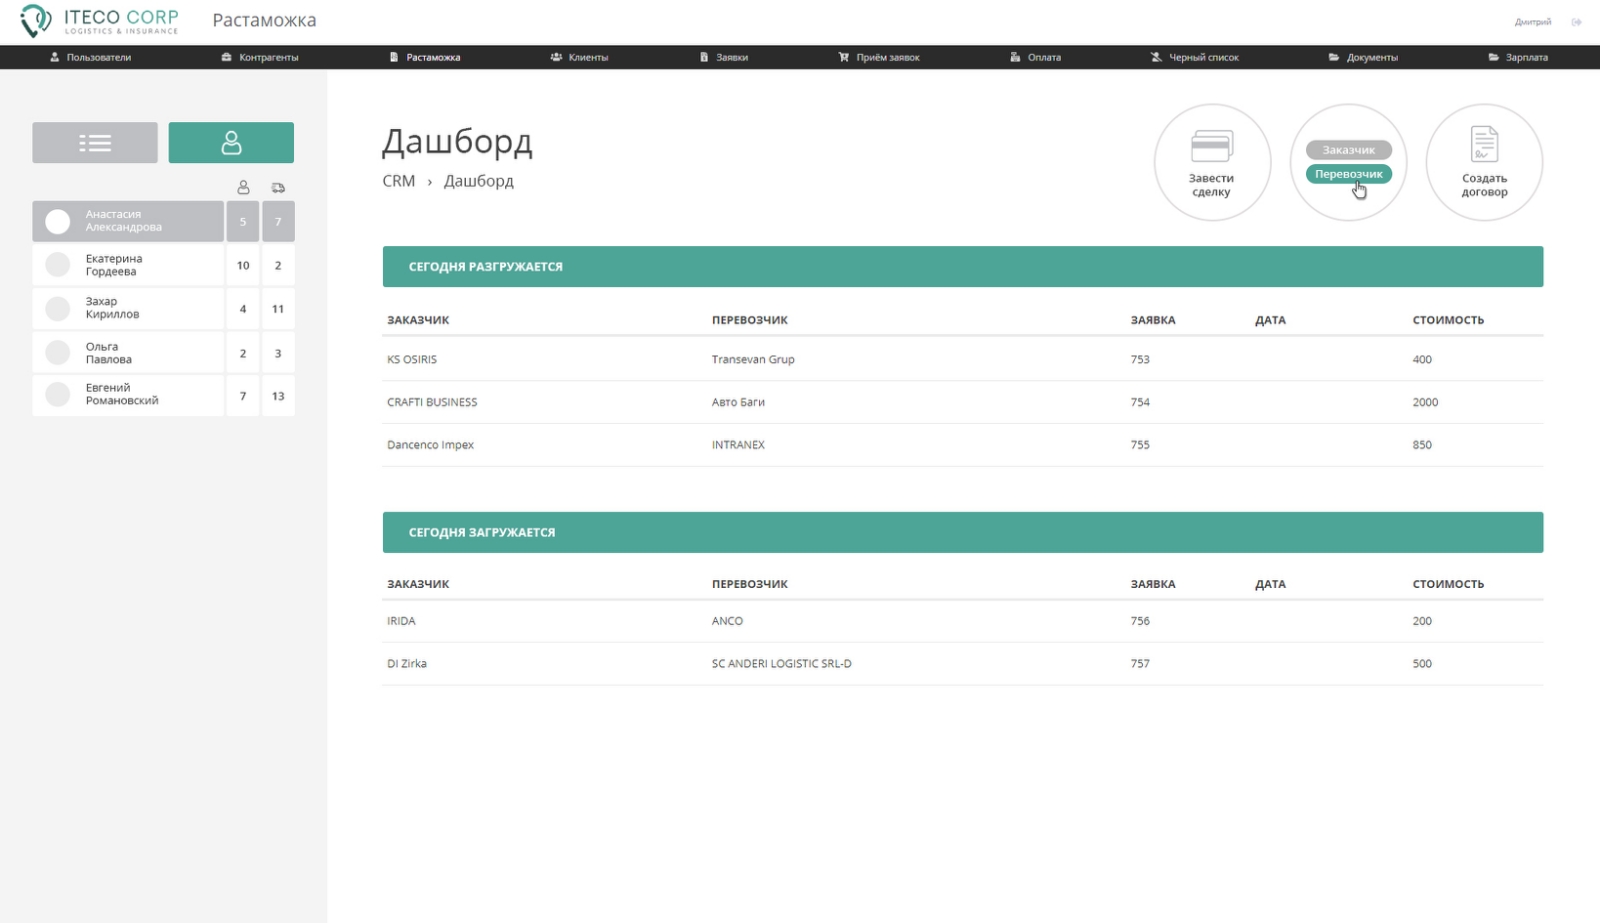 ITECO CORP
LOGISTICS & INSURANCE
Растаможка
Дмитрий
Пользователи
Контрагенты
Растаможка
Клиенты
Заявки
Приём заявок
Оплата
Черный список
Документы
Зарплата
Анастасия
Александрова
5
7
Екатерина
Гордеева
10
2
Захар
Кириллов
4
11
Ольга
Павлова
2
3
Евгений
Романовский
7
13
Дашборд
CRM › Дашборд
Завести
сделку
Заказчик
Перевозчик
Создать
договор
СЕГОДНЯ РАЗГРУЖАЕТСЯ
ЗАКАЗЧИК ПЕРЕВОЗЧИК ЗАЯВКА ДАТА СТОИМОСТЬ
KS OSIRIS Transevan Grup 753 400
CRAFTI BUSINESS Авто Баги 754 2000
Dancenco Impex INTRANEX 755 850
СЕГОДНЯ ЗАГРУЖАЕТСЯ
ЗАКАЗЧИК ПЕРЕВОЗЧИК ЗАЯВКА ДАТА СТОИМОСТЬ
IRIDA ANCO 756 200
DI Zirka SC ANDERI LOGISTIC SRL-D 757 500